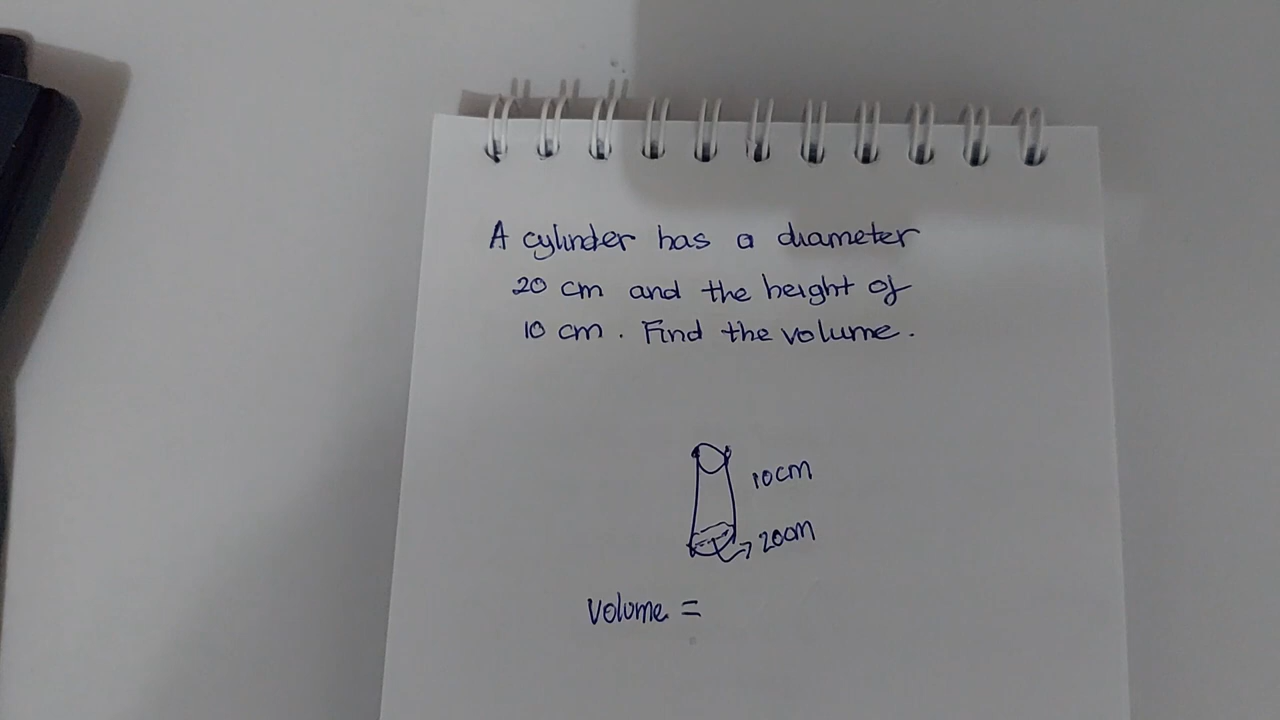 A cylinder has a diameter
20 cm and the height of
10 cm. Find the volume.
10cm
20cm
Volume =